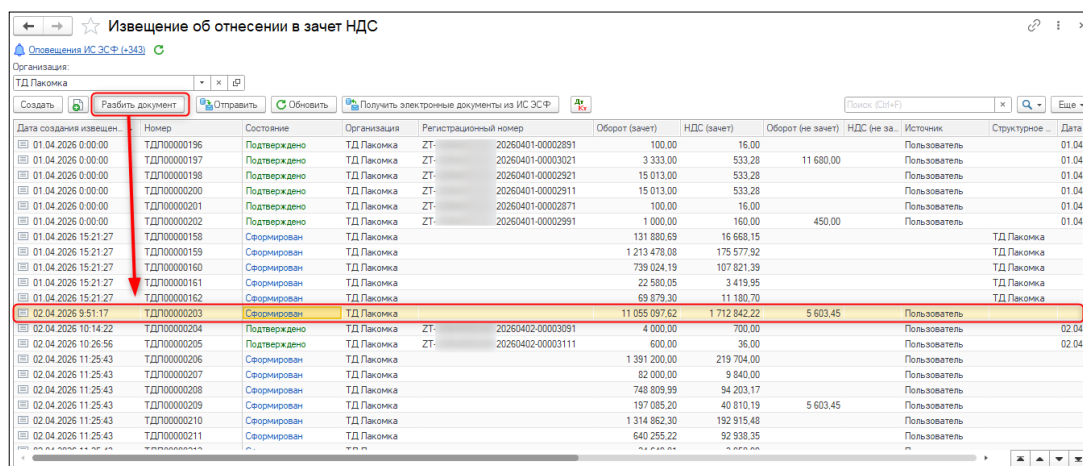 Извещение об отнесении в зачет НДС
Оповещения ИС ЭСФ (+343)
Организация:
ТД Лакомка
Создать Разбить документ Отправить Обновить Получить электронные документы из ИС ЭСФ Дт Кт Поиск (Ctrl+F) Еще
Дата создания извещен... Номер Состояние Организация Регистрационный номер Оборот (зачет) НДС (зачет) Оборот (не зачет) НДС (не за... Источник Структурное ... Дата
01.04.2026 0:00:00 ТДЛ00000196 Подтверждено ТД Лакомка ZT- 20260401-00002891 100,00 16,00 Пользователь 01.04
01.04.2026 0:00:00 ТДЛ00000197 Подтверждено ТД Лакомка ZT- 20260401-00003021 3 333,00 533,28 11 680,00 Пользователь 01.04
01.04.2026 0:00:00 ТДЛ00000198 Подтверждено ТД Лакомка ZT- 20260401-00002921 15 013,00 533,28 Пользователь 01.04
01.04.2026 0:00:00 ТДЛ00000200 Подтверждено ТД Лакомка ZT- 20260401-00002911 15 013,00 533,28 Пользователь 01.04
01.04.2026 0:00:00 ТДЛ00000201 Подтверждено ТД Лакомка ZT- 20260401-00002871 100,00 16,00 Пользователь 01.04
01.04.2026 0:00:00 ТДЛ00000202 Подтверждено ТД Лакомка ZT- 20260401-00002991 1 000,00 160,00 450,00 Пользователь 01.04
01.04.2026 15:21:27 ТДЛ00000158 Сформирован ТД Лакомка 131 880,69 16 668,15 ТД Лакомка
01.04.2026 15:21:27 ТДЛ00000159 Сформирован ТД Лакомка 1 213 478,08 175 577,92 ТД Лакомка
01.04.2026 15:21:27 ТДЛ00000160 Сформирован ТД Лакомка 739 024,19 107 821,39 ТД Лакомка
01.04.2026 15:21:27 ТДЛ00000161 Сформирован ТД Лакомка 22 580,05 3 419,95 ТД Лакомка
01.04.2026 15:21:27 ТДЛ00000162 Сформирован ТД Лакомка 69 879,30 11 180,70 ТД Лакомка
02.04.2026 9:51:17 ТДЛ00000203 Сформирован ТД Лакомка 11 055 097,62 1 712 842,22 5 603,45 Пользователь
02.04.2026 10:14:22 ТДЛ00000204 Подтверждено ТД Лакомка ZT- 20260402-00003091 4 000,00 700,00 Пользователь 02.04
02.04.2026 10:26:56 ТДЛ00000205 Подтверждено ТД Лакомка ZT- 20260402-00003111 600,00 36,00 Пользователь 02.04
02.04.2026 11:25:43 ТДЛ00000206 Сформирован ТД Лакомка 1 391 200,00 219 704,00 Пользователь
02.04.2026 11:25:43 ТДЛ00000207 Сформирован ТД Лакомка 82 000,00 9 840,00 Пользователь
02.04.2026 11:25:43 ТДЛ00000208 Сформирован ТД Лакомка 748 809,99 94 203,17 Пользователь
02.04.2026 11:25:43 ТДЛ00000209 Сформирован ТД Лакомка 197 085,20 40 810,19 5 603,45 Пользователь
02.04.2026 11:25:43 ТДЛ00000210 Сформирован ТД Лакомка 1 314 862,30 192 915,48 Пользователь
02.04.2026 11:25:43 ТДЛ00000211 Сформирован ТД Лакомка 640 255,22 92 938,35 Пользователь